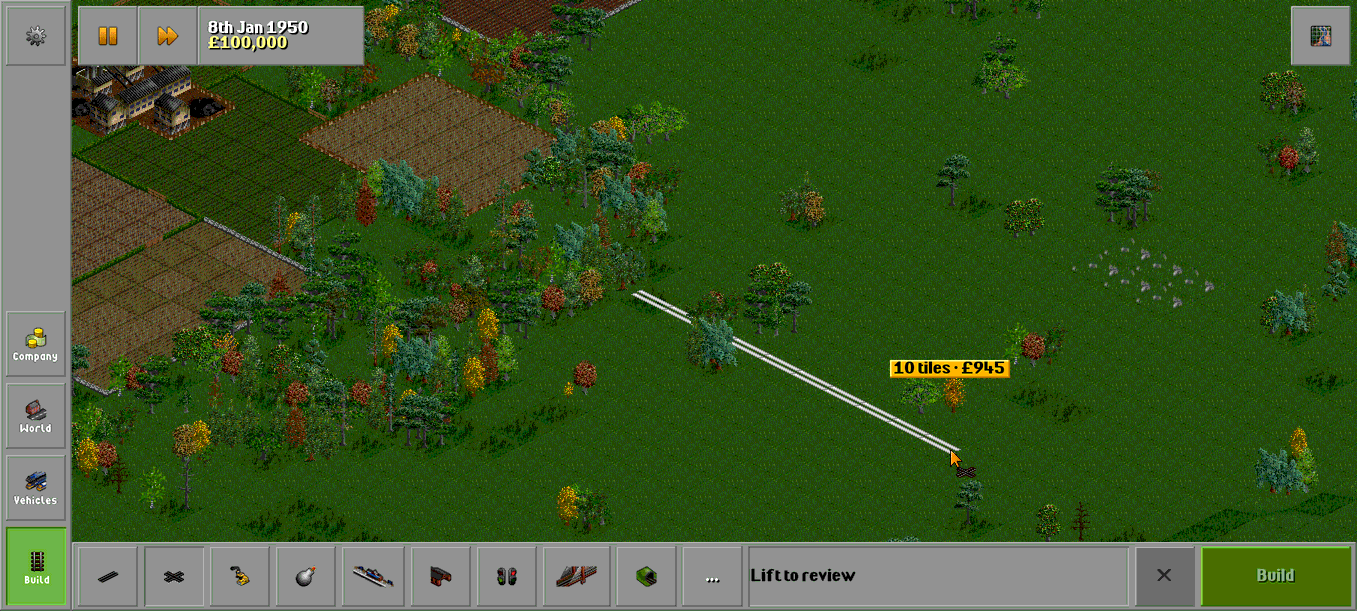 8th Jan 1950
£100,000
10 tiles · £945
Company
World
Vehicles
Build
...
Lift to review
Build